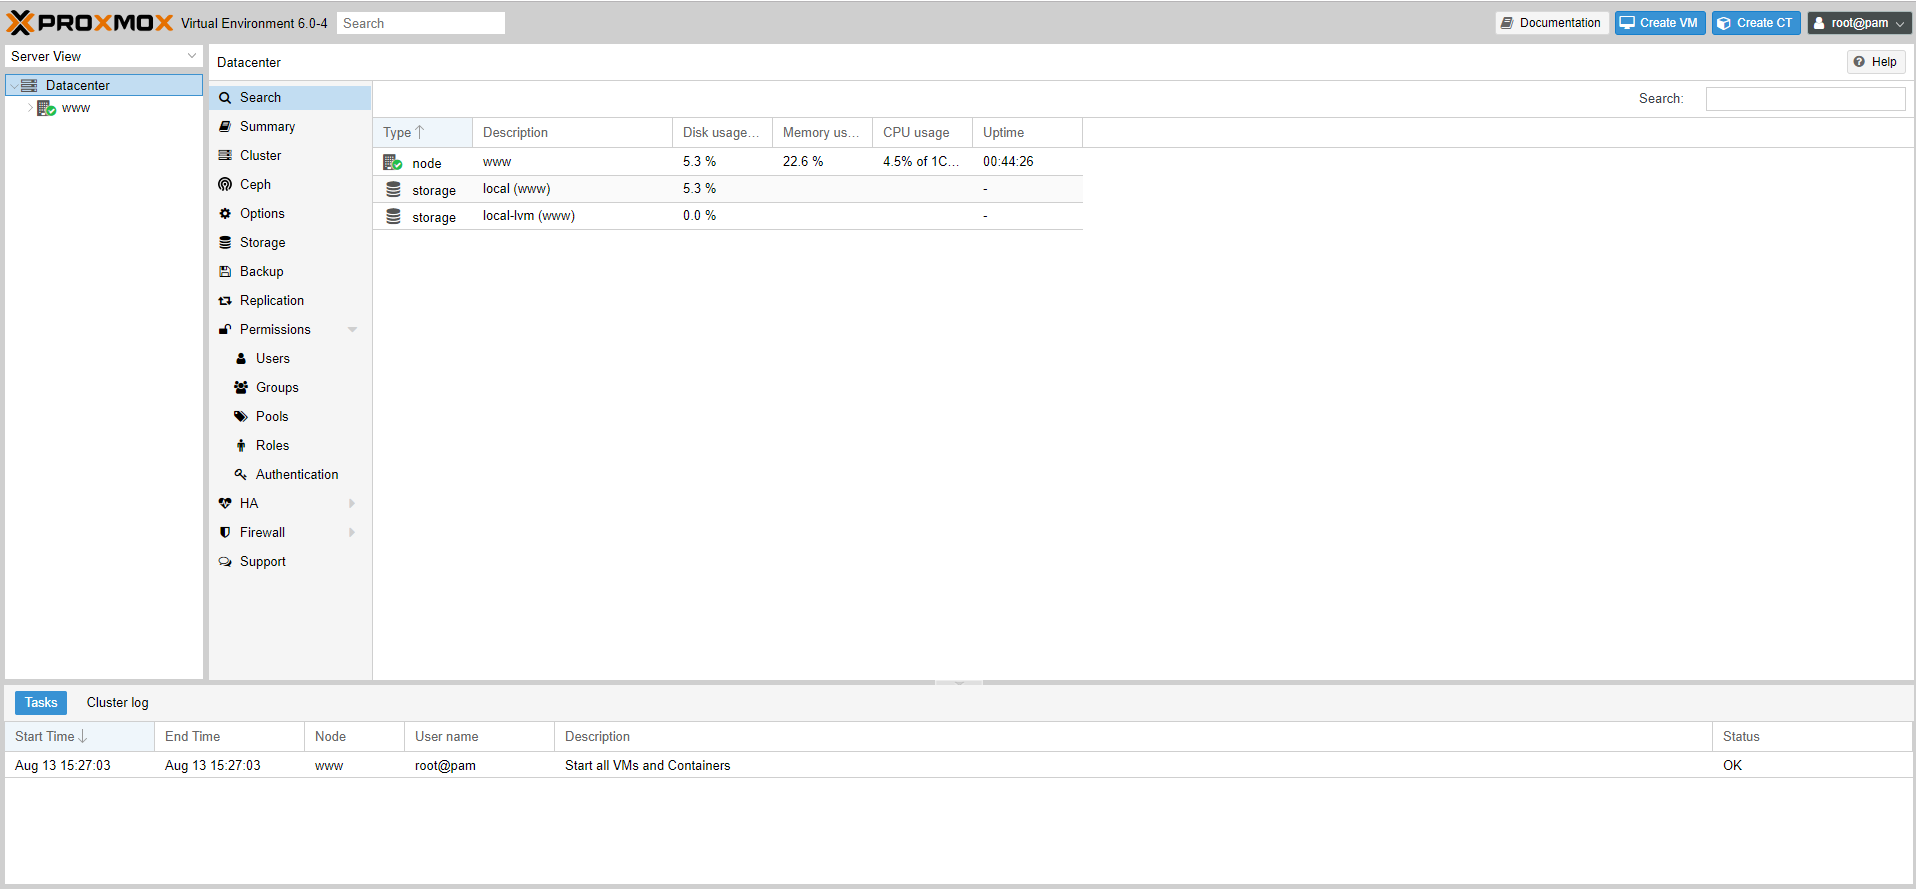 PROXMOX Virtual Environment 6.0-4 Search Documentation Create VM Create CT root@pam
Server View
Datacenter
www
Datacenter
Help
Search
Summary
Cluster
Ceph
Options
Storage
Backup
Replication
Permissions
Users
Groups
Pools
Roles
Authentication
HA
Firewall
Support
Search:
Type Description Disk usage... Memory us... CPU usage Uptime
node www 5.3 % 22.6 % 4.5% of 1C... 00:44:26
storage local (www) 5.3 % -
storage local-lvm (www) 0.0 % -
Tasks Cluster log
Start Time End Time Node User name Description Status
Aug 13 15:27:03 Aug 13 15:27:03 www root@pam Start all VMs and Containers OK